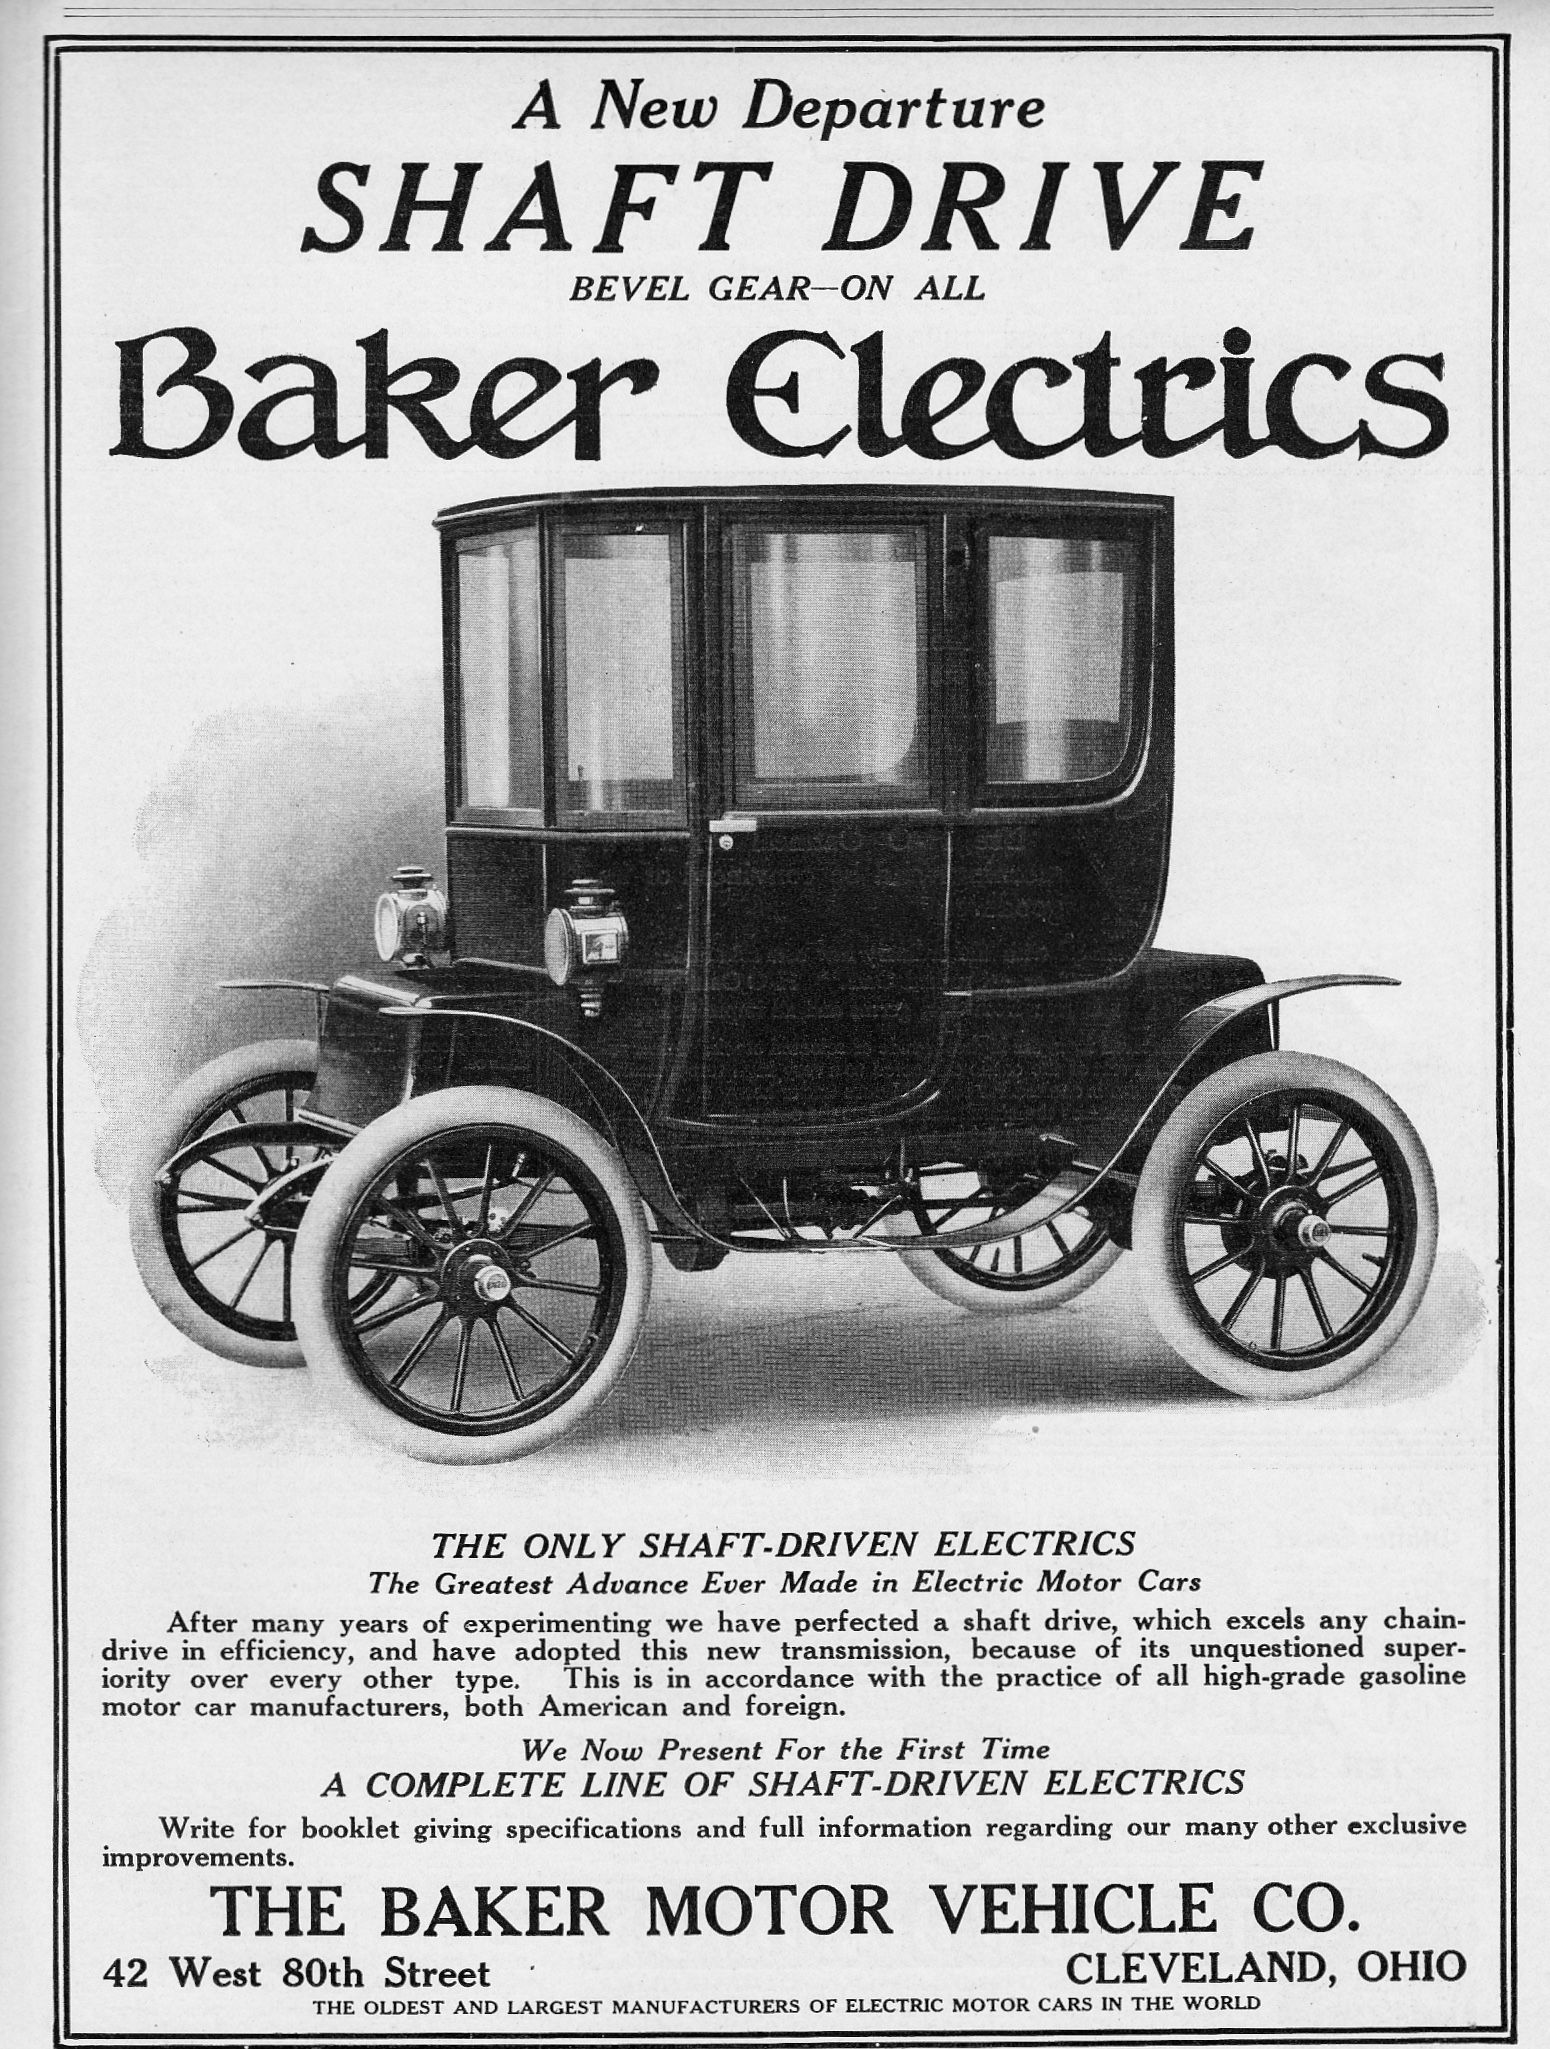 A New Departure
SHAFT DRIVE
BEVEL GEAR—ON ALL
Baker Electrics
THE ONLY SHAFT-DRIVEN ELECTRICS
The Greatest Advance Ever Made in Electric Motor Cars
After many years of experimenting we have perfected a shaft drive, which excels any chain-
drive in efficiency, and have adopted this new transmission, because of its unquestioned super-
iority over every other type. This is in accordance with the practice of all high-grade gasoline
motor car manufacturers, both American and foreign.
We Now Present For the First Time
A COMPLETE LINE OF SHAFT-DRIVEN ELECTRICS
Write for booklet giving specifications and full information regarding our many other exclusive
improvements.
THE BAKER MOTOR VEHICLE CO.
42 West 80th Street CLEVELAND, OHIO
THE OLDEST AND LARGEST MANUFACTURERS OF ELECTRIC MOTOR CARS IN THE WORLD